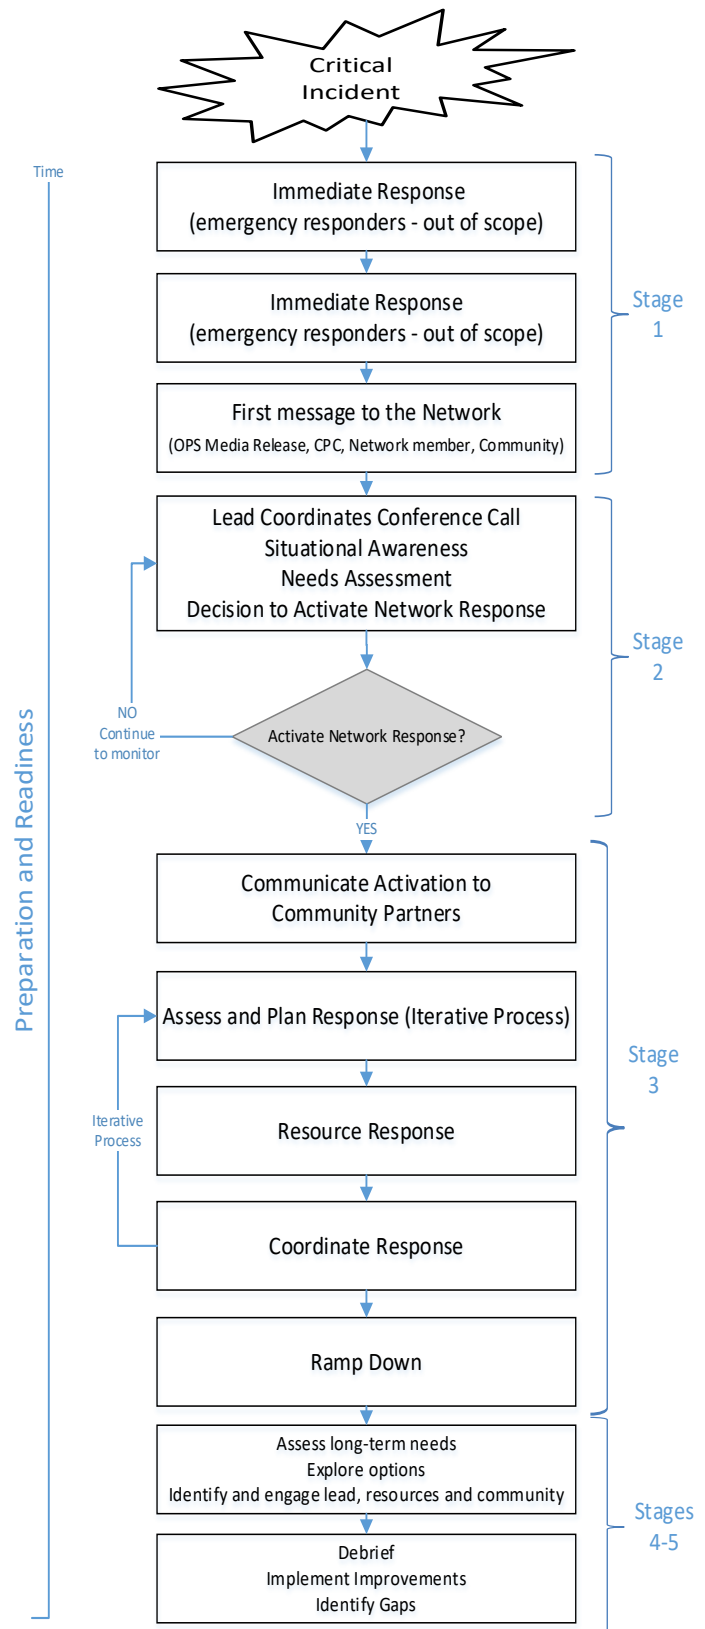 Critical
Incident
Time
Immediate Response
(emergency responders - out of scope)
Immediate Response
(emergency responders - out of scope)
Stage
1
First message to the Network
(OPS Media Release, CPC, Network member, Community)
Lead Coordinates Conference Call
Situational Awareness
Needs Assessment
Decision to Activate Network Response
Stage
2
NO
Continue
to monitor
Activate Network Response?
YES
Preparation and Readiness
Communicate Activation to
Community Partners
Assess and Plan Response (Iterative Process)
Stage
3
Iterative
Process
Resource Response
Coordinate Response
Ramp Down
Assess long-term needs
Explore options
Identify and engage lead, resources and community
Stages
4-5
Debrief
Implement Improvements
Identify Gaps